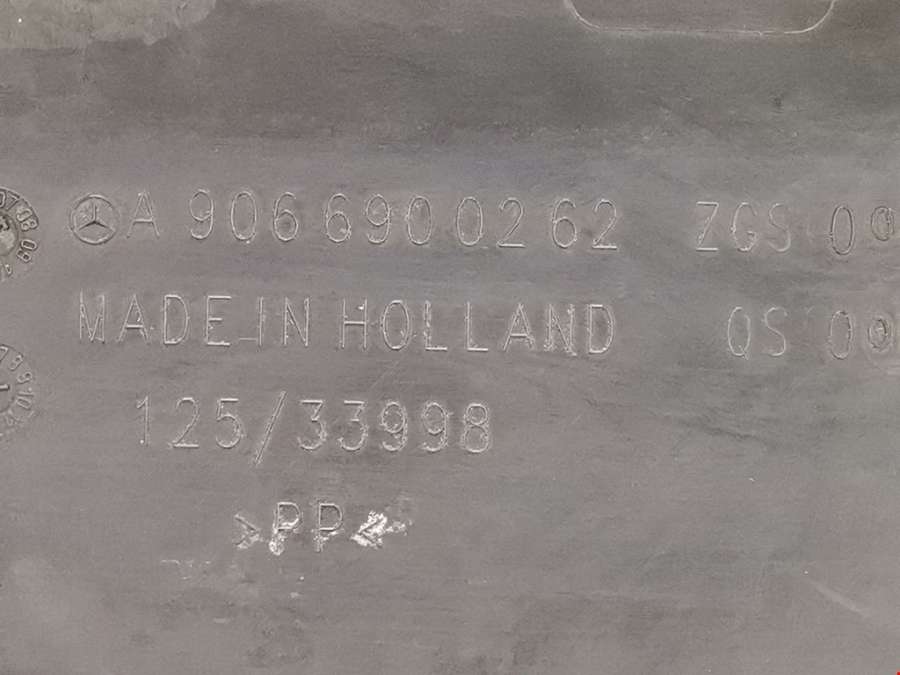 A 906 690 02 62 ZGS 00
MADE IN HOLLAND QS 00
125/33998
>PP<